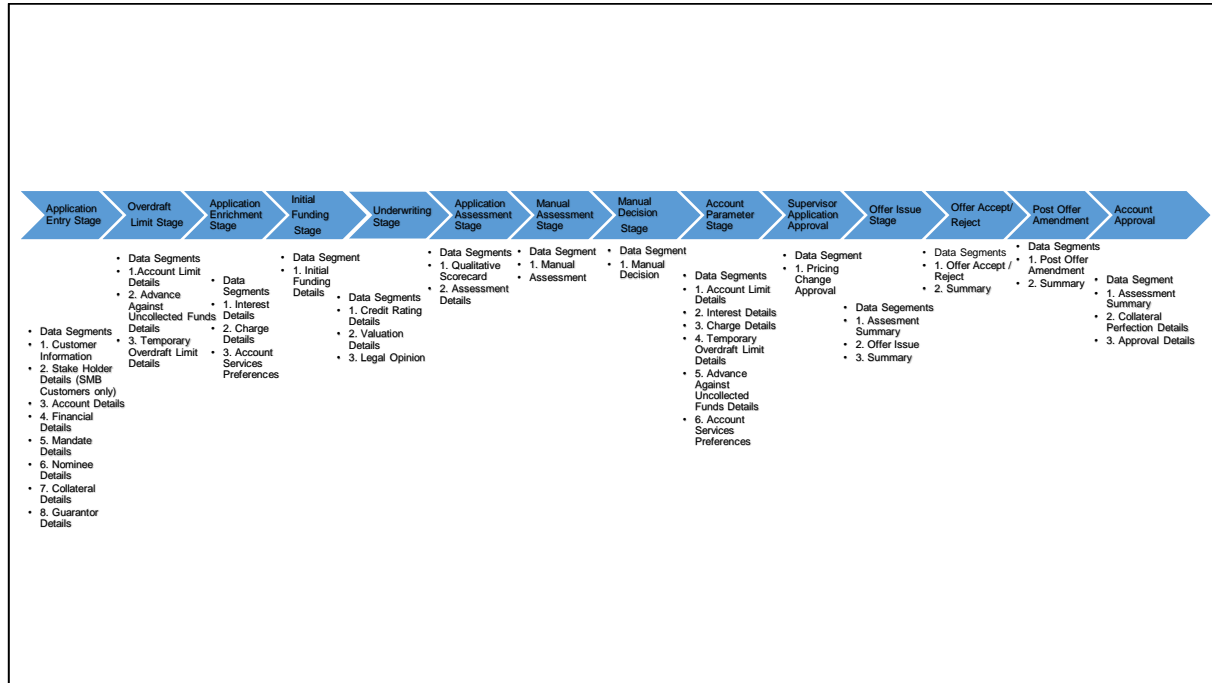 Application
Entry Stage
Overdraft
Limit Stage
Application
Enrichment
Stage
Initial
Funding
Stage
Underwriting
Stage
Application
Assessment
Stage
Manual
Assessment
Stage
Manual
Decision
Stage
Account
Parameter
Stage
Supervisor
Application
Approval
Offer Issue
Stage
Offer Accept/
Reject
Post Offer
Amendment
Account
Approval
• Data Segments
• 1. Customer
Information
• 2. Stake Holder
Details (SMB
Customers only)
• 3. Account Details
• 4. Financial
Details
• 5. Mandate
Details
• 6. Nominee
Details
• 7. Collateral
Details
• 8. Guarantor
Details
• Data Segments
• 1.Account Limit
Details
• 2. Advance
Against
Uncollected Funds
Details
• 3. Temporary
Overdraft Limit
Details
• Data
Segments
• 1. Interest
Details
• 2. Charge
Details
• 3. Account
Services
Preferences
• Data Segment
• 1. Initial
Funding
Details
• Data Segments
• 1. Credit Rating
Details
• 2. Valuation
Details
• 3. Legal Opinion
• Data Segments
• 1. Qualitative
Scorecard
• 2. Assessment
Details
• Data Segment
• 1. Manual
Assessment
• Data Segment
• 1. Manual
Decision
• Data Segments
• 1. Account Limit
Details
• 2. Interest Details
• 3. Charge Details
• 4. Temporary
Overdraft Limit
Details
• 5. Advance
Against
Uncollected
Funds Details
• 6. Account
Services
Preferences
• Data Segment
• 1. Pricing
Change
Approval
• Data Segements
• 1. Assesment
Summary
• 2. Offer Issue
• 3. Summary
• Data Segments
• 1. Offer Accept /
Reject
• 2. Summary
• Data Segments
• 1. Post Offer
Amendment
• 2. Summary
• Data Segment
• 1. Assessment
Summary
• 2. Collateral
Perfection Details
• 3. Approval Details